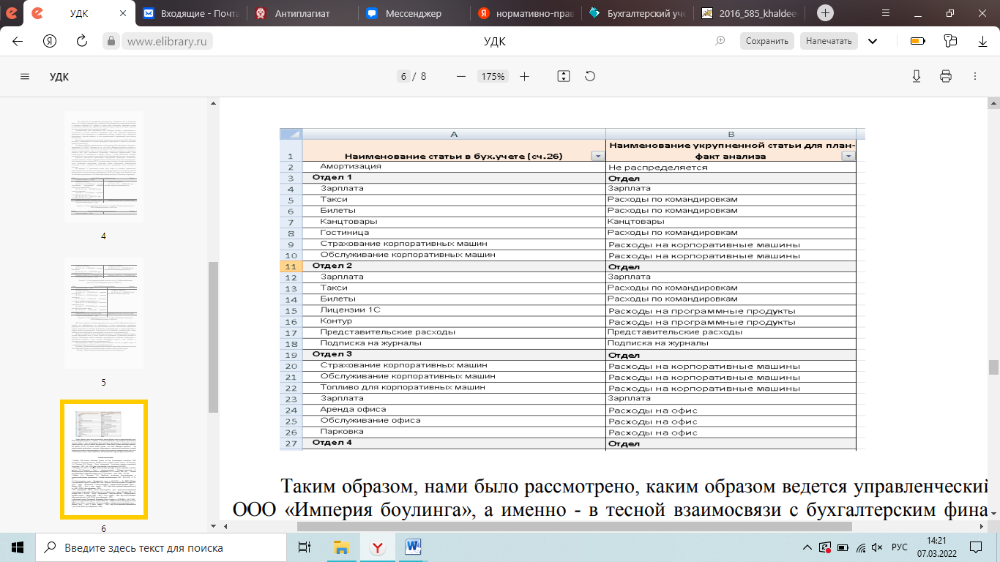 УДК
Входящие - Почта
Антиплагиат
Мессенджер
нормативно-прав
Бухгалтерский уче
2016_585_khaldee
www.elibrary.ru
УДК
Сохранить
Напечатать
УДК
6 / 8
175%
4
5
6
A B
1 Наименование статьи в бух.учете (сч.26) Наименование укрупненной статьи для план-факт анализа
2 Амортизация Не распределяется
3 Отдел 1 Отдел
4 Зарплата Зарплата
5 Такси Расходы по командировкам
6 Билеты Расходы по командировкам
7 Канцтовары Канцтовары
8 Гостиница Расходы по командировкам
9 Страхование корпоративных машин Расходы на корпоративные машины
10 Обслуживание корпоративных машин Расходы на корпоративные машины
11 Отдел 2 Отдел
12 Зарплата Зарплата
13 Такси Расходы по командировкам
14 Билеты Расходы по командировкам
15 Лицензии 1С Расходы на программные продукты
16 Контур Расходы на программные продукты
17 Представительские расходы Представительские расходы
18 Подписка на журналы Подписка на журналы
19 Отдел 3 Отдел
20 Страхование корпоративных машин Расходы на корпоративные машины
21 Обслуживание корпоративных машин Расходы на корпоративные машины
22 Топливо для корпоративных машин Расходы на корпоративные машины
23 Зарплата Зарплата
24 Аренда офиса Расходы на офис
25 Обслуживание офиса Расходы на офис
26 Парковка Расходы на офис
27 Отдел 4 Отдел
Таким образом, нами было рассмотрено, каким образом ведется управленческий
ООО «Империя боулинга», а именно - в тесной взаимосвязи с бухгалтерским фина
Введите здесь текст для поиска
РУС
14:21
07.03.2022